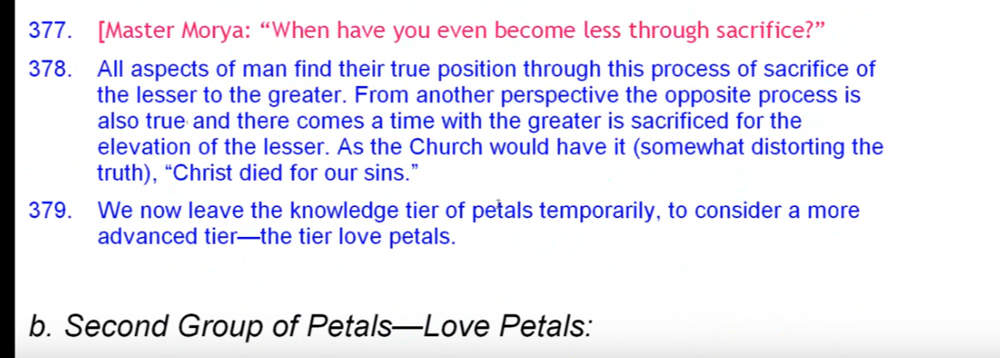 377. [Master Morya: “When have you even become less through sacrifice?”
378. All aspects of man find their true position through this process of sacrifice of
the lesser to the greater. From another perspective the opposite process is
also true and there comes a time with the greater is sacrificed for the
elevation of the lesser. As the Church would have it (somewhat distorting the
truth), “Christ died for our sins.”
379. We now leave the knowledge tier of petals temporarily, to consider a more
advanced tier—the tier love petals.
b. Second Group of Petals—Love Petals: